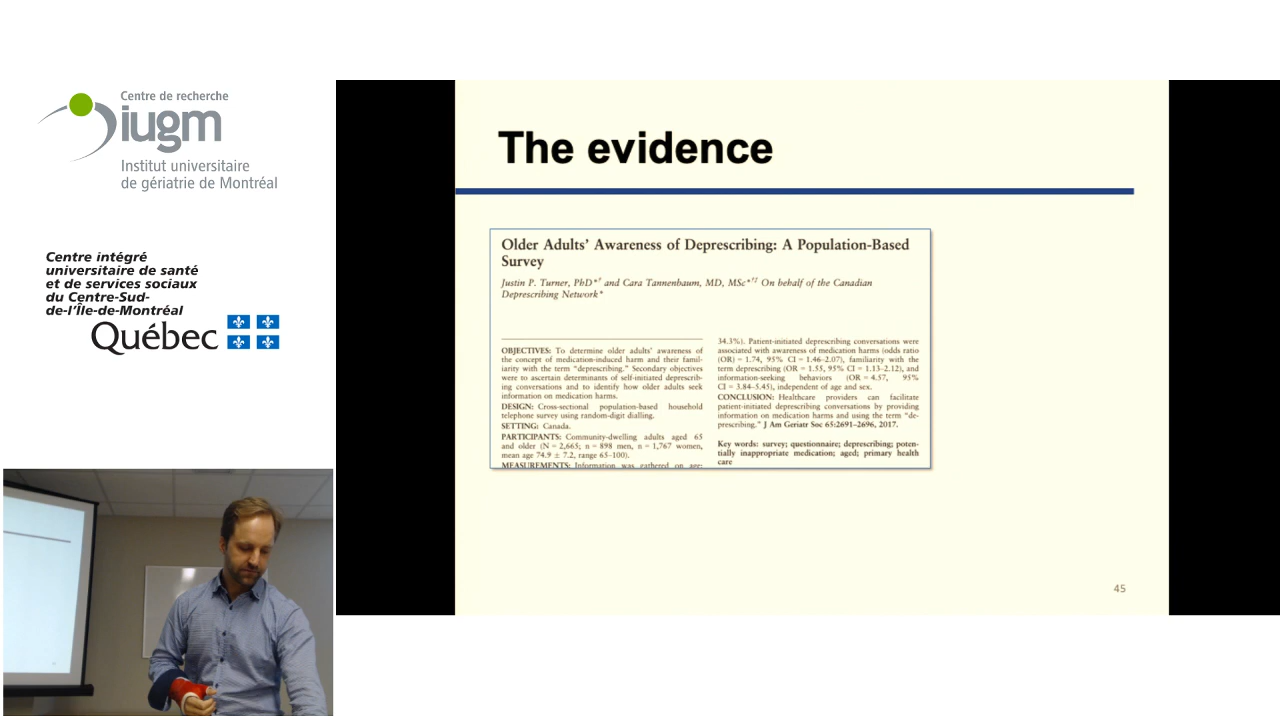 Centre de recherche
iugm
Institut universitaire
de gériatrie de Montréal
Centre intégré
universitaire de santé
et de services sociaux
du Centre-Sud-
de-l'Île-de-Montréal
Québec
The evidence
Older Adults' Awareness of Deprescribing: A Population-Based
Survey
Justin P. Turner, PhD*† and Cara Tannenbaum, MD, MSc*†‡ On behalf of the Canadian
Deprescribing Network*
OBJECTIVES: To determine older adults' awareness of
the concept of medication-induced harm and their famil-
iarity with the term "deprescribing." Secondary objectives
were to ascertain determinants of self-initiated deprescrib-
ing conversations and to identify how older adults seek
information on medication harms.
DESIGN: Cross-sectional population-based household
telephone survey using random-digit dialling.
SETTING: Canada.
PARTICIPANTS: Community-dwelling adults aged 65
and older (N = 2,665; n = 898 men, n = 1,767 women,
mean age 74.9 ± 7.2, range 65–100).
MEASUREMENTS: Information was gathered on age;
34.3%). Patient-initiated deprescribing conversations were
associated with awareness of medication harms (odds ratio
(OR) = 1.74, 95% CI = 1.46–2.07), familiarity with the
term deprescribing (OR = 1.55, 95% CI = 1.13–2.12), and
information-seeking behaviors (OR = 4.57, 95%
CI = 3.84–5.45), independent of age and sex.
CONCLUSION: Healthcare providers can facilitate
patient-initiated deprescribing conversations by providing
information on medication harms and using the term "de-
prescribing." J Am Geriatr Soc 65:2691–2696, 2017.
Key words: survey; questionnaire; deprescribing; poten-
tially inappropriate medication; aged; primary health
care
45